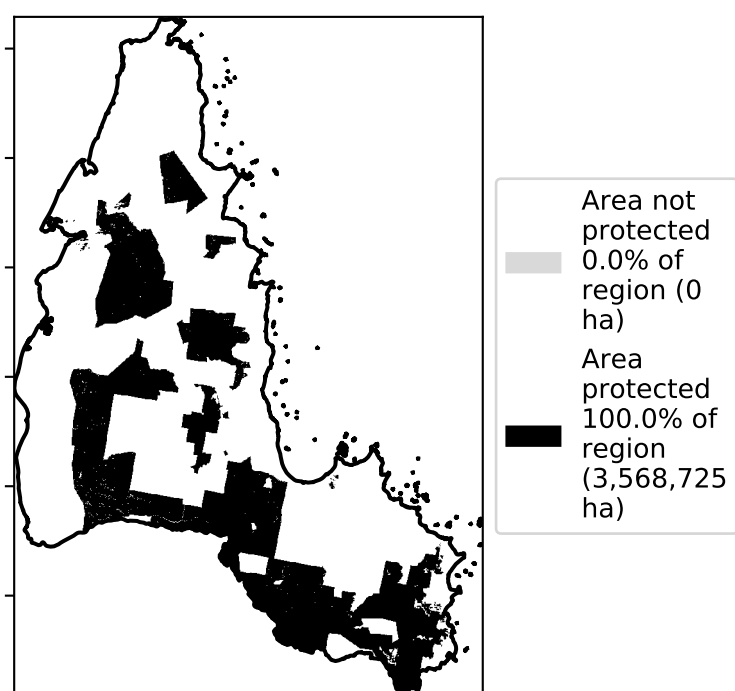 Area not
protected
0.0% of
region (0
ha)
Area
protected
100.0% of
region
(3,568,725
ha)